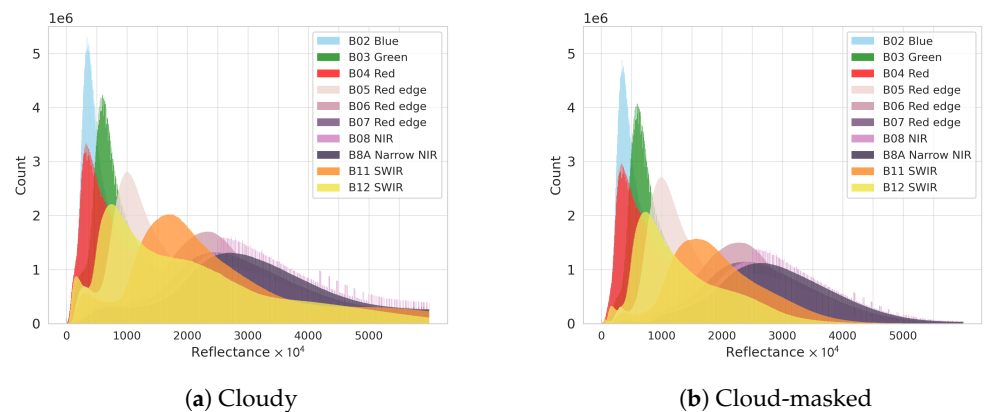 1e6
5
4
3
2
1
0
Count
0 1000 2000 3000 4000 5000
Reflectance × 10⁴
B02 Blue
B03 Green
B04 Red
B05 Red edge
B06 Red edge
B07 Red edge
B08 NIR
B8A Narrow NIR
B11 SWIR
B12 SWIR
(a) Cloudy
1e6
5
4
3
2
1
0
Count
0 1000 2000 3000 4000 5000
Reflectance × 10⁴
B02 Blue
B03 Green
B04 Red
B05 Red edge
B06 Red edge
B07 Red edge
B08 NIR
B8A Narrow NIR
B11 SWIR
B12 SWIR
(b) Cloud-masked